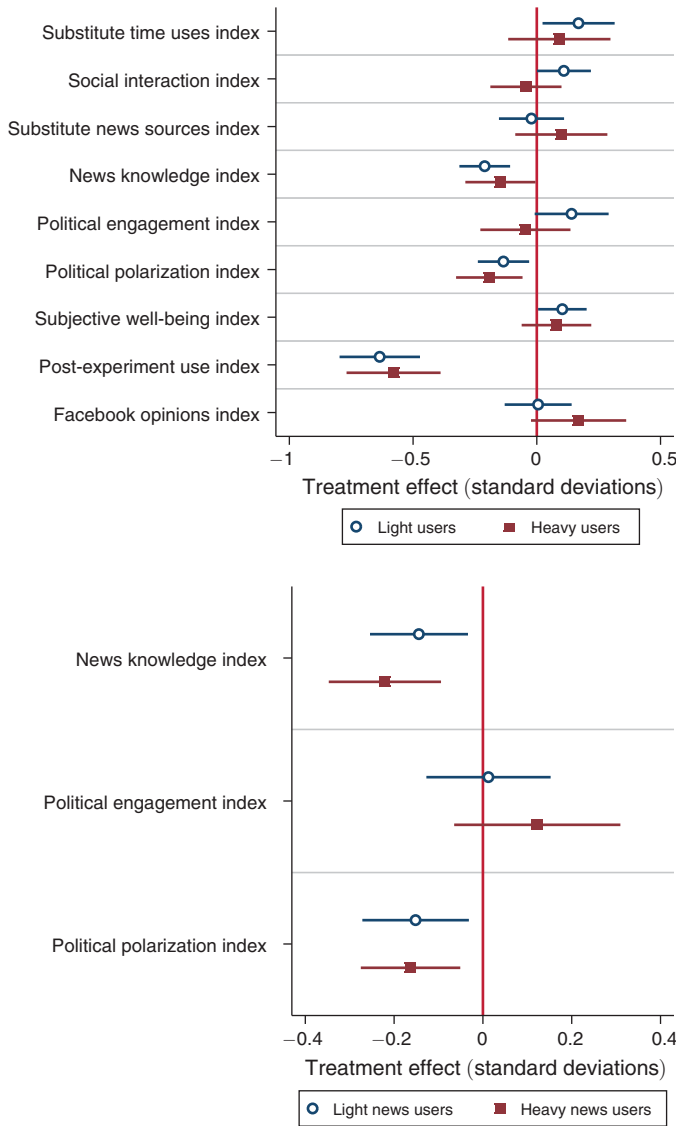 Substitute time uses index
Social interaction index
Substitute news sources index
News knowledge index
Political engagement index
Political polarization index
Subjective well-being index
Post-experiment use index
Facebook opinions index
−1 −0.5 0 0.5
Treatment effect (standard deviations)
Light users Heavy users
News knowledge index
Political engagement index
Political polarization index
−0.4 −0.2 0 0.2 0.4
Treatment effect (standard deviations)
Light news users Heavy news users